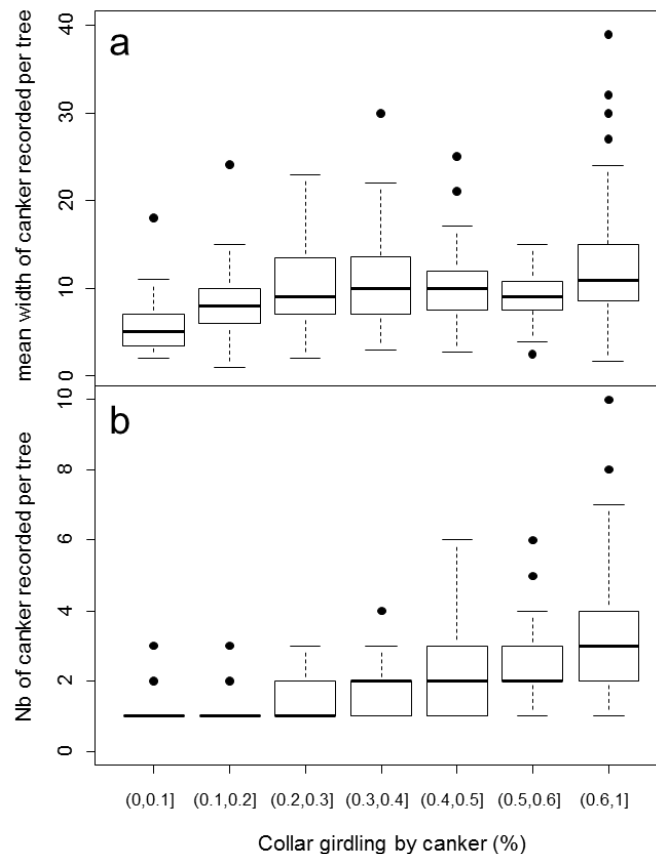 a
mean width of canker recorded per tree
40
30
20
10
0
b
Nb of canker recorded per tree
10
8
6
4
2
0
(0,0.1] (0.1,0.2] (0.2,0.3] (0.3,0.4] (0.4,0.5] (0.5,0.6] (0.6,1]
Collar girdling by canker (%)